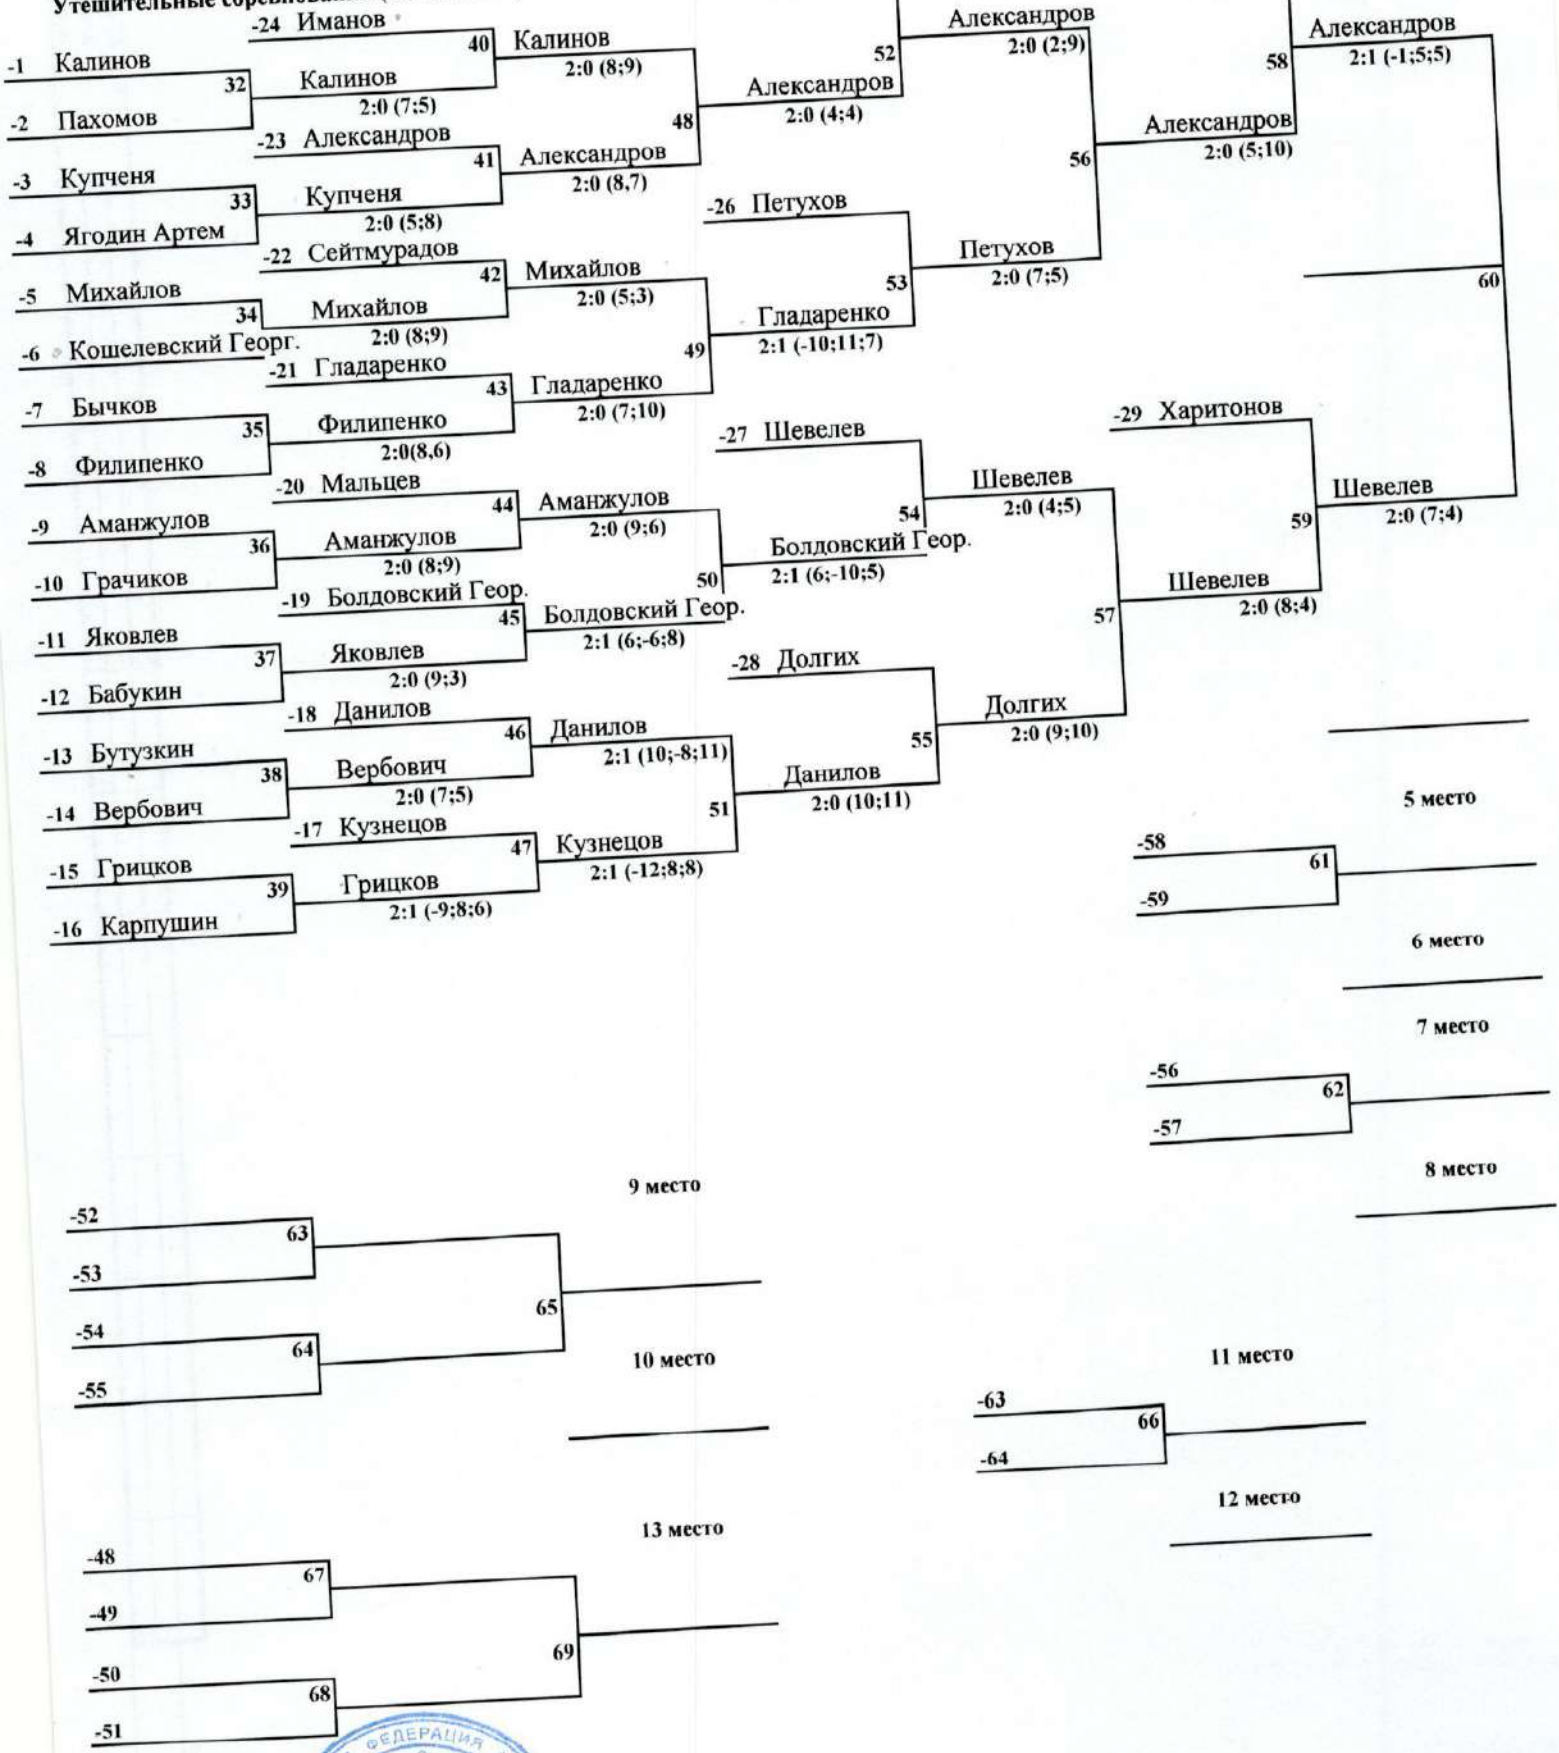 Утешительные
-24 Иманов
40 Калинов
2:0 (8;9)
-1 Калинов
32
Калинов
2:0 (7;5)
-2 Пахомов
-23 Александров
41 Александров
2:0 (8,7)
-3 Купченя
33
Купченя
2:0 (5;8)
-4 Ягодин Артем
-22 Сейтмурадов
42 Михайлов
2:0 (5;3)
-5 Михайлов
34
Михайлов
2:0 (8;9)
-6 Кошелевский Георг.
-21 Гладаренко
43 Гладаренко
2:0 (7;10)
-7 Бычков
35
Филипенко
2:0(8,6)
-8 Филипенко
-20 Мальцев
44 Аманжулов
2:0 (9;6)
-9 Аманжулов
36
Аманжулов
2:0 (8;9)
-10 Грачиков
-19 Болдовский Геор.
45 Болдовский Геор.
2:1 (6;-6;8)
-11 Яковлев
37
Яковлев
2:0 (9;3)
-12 Бабукин
-18 Данилов
46 Данилов
2:1 (10;-8;11)
-13 Бутузкин
38
Вербович
2:0 (7;5)
-14 Вербович
-17 Кузнецов
47 Кузнецов
2:1 (-12;8;8)
-15 Грицков
39
Грицков
2:1 (-9;8;6)
-16 Карпушин
48
Александров
2:0 (4;4)
49
Гладаренко
2:1 (-10;11;7)
50
Болдовский Геор.
2:1 (6;-10;5)
51
Данилов
2:0 (10;11)
52
Александров
2:0 (2;9)
-26 Петухов
53
Петухов
2:0 (7;5)
-27 Шевелев
54
Шевелев
2:0 (4;5)
-28 Долгих
55
Долгих
2:0 (9;10)
56
Александров
2:0 (5;10)
57
Шевелев
2:0 (8;4)
58
Александров
2:1 (-1;5;5)
-29 Харитонов
59
Шевелев
2:0 (7;4)
60
5 место
-58
61
-59
6 место
7 место
-56
62
-57
8 место
9 место
-52
63
-53
65
-54
64
-55
10 место
11 место
-63
66
-64
12 место
13 место
-48
67
-49
69
-50
68
-51
ФЕДЕРАЦИЯ